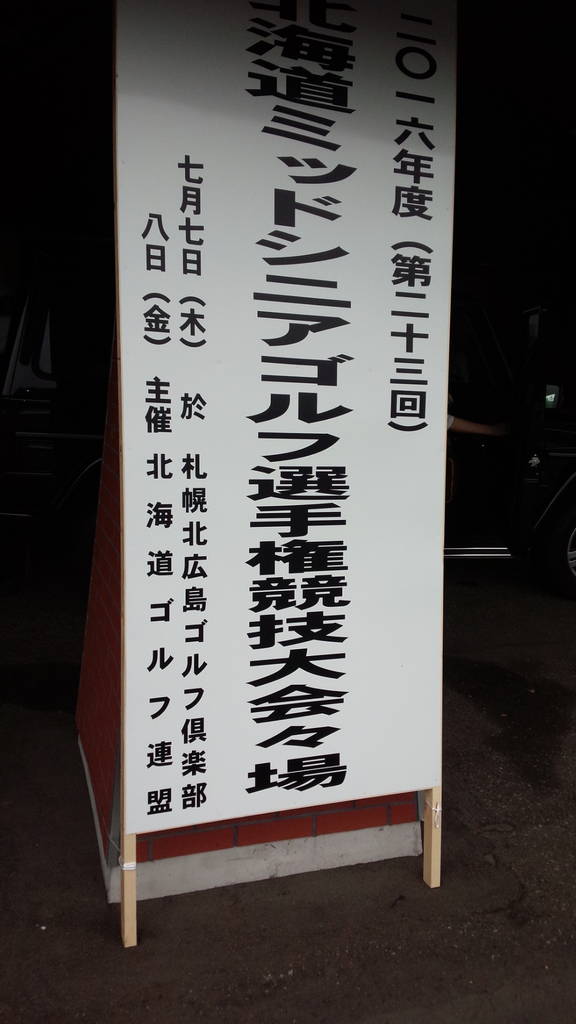 二〇一六年度（第二十三回）
北海道ミッドシニアゴルフ選手権競技大会々場
七月七日（木） 於 札幌北広島ゴルフ倶楽部
八日（金） 主催 北海道ゴルフ連盟